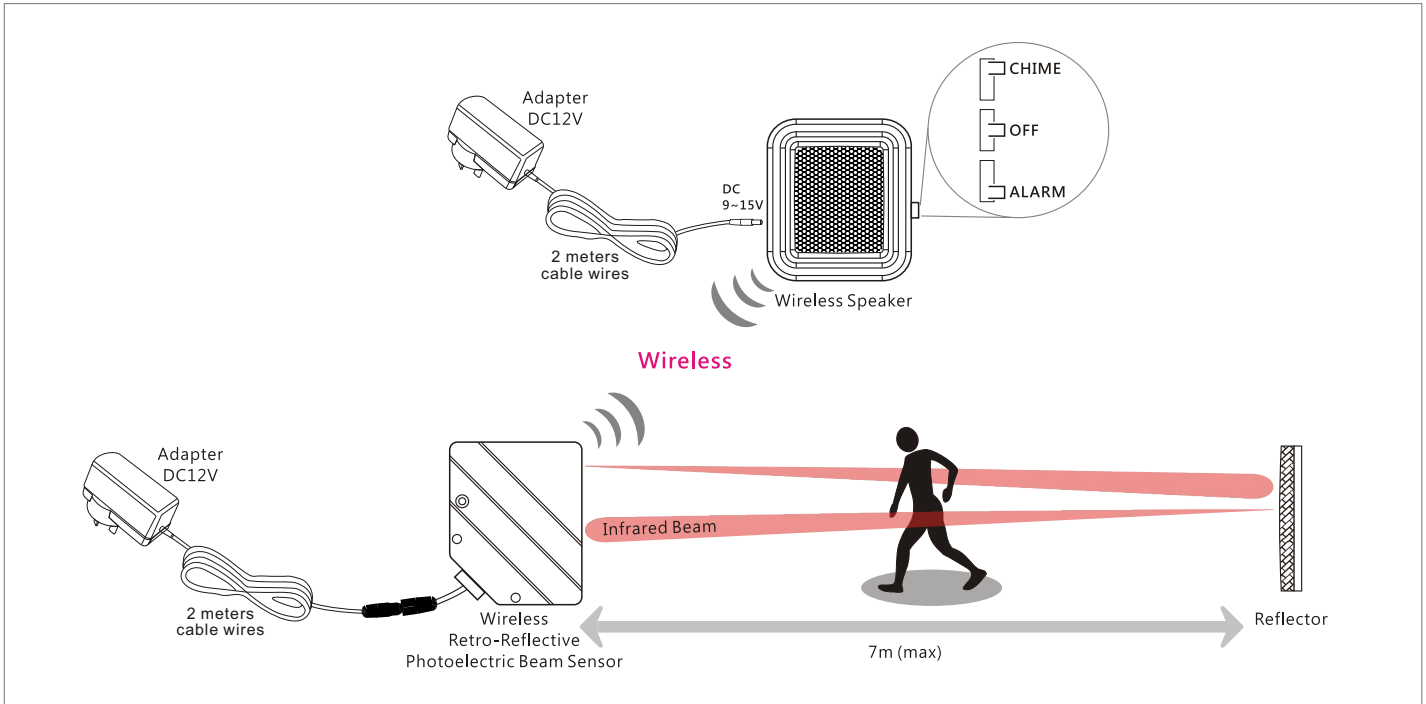 CHIME
OFF
ALARM
Adapter
DC12V
DC
9~15V
2 meters
cable wires
Wireless Speaker
Wireless
Adapter
DC12V
Infrared Beam
2 meters
cable wires
Wireless
Retro-Reflective
Photoelectric Beam Sensor
7m (max)
Reflector